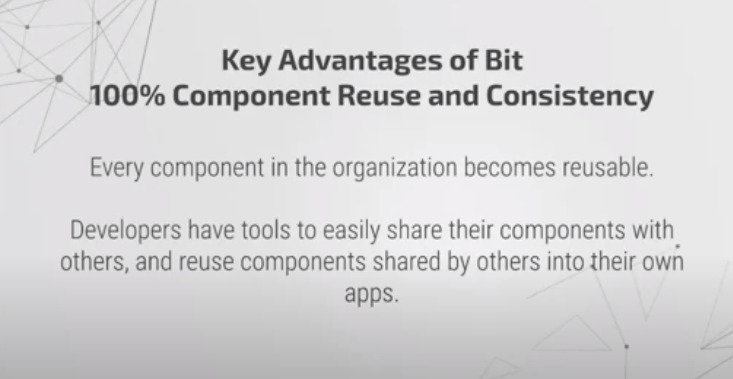 Key Advantages of Bit
100% Component Reuse and Consistency
Every component in the organization becomes reusable.
Developers have tools to easily share their components with
others, and reuse components shared by others into their own
apps.